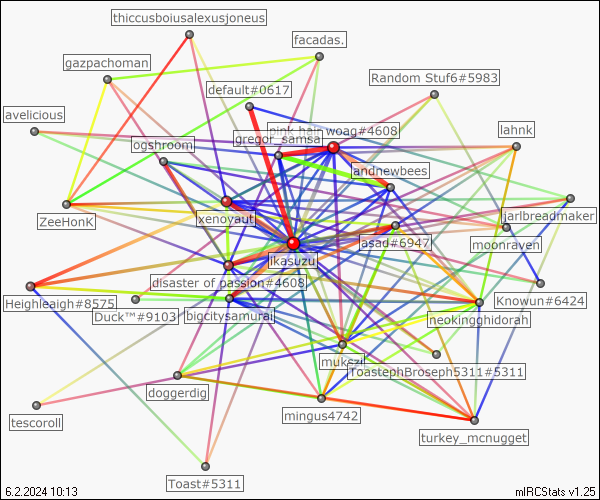 thiccusboiusalexusjoneus
facadas.
gazpachoman
Random Stuf6#5983
default#0617
avelicious
pink hair woag#4608
lahnk
gregor_samsa
ogshroom
andnewbees
xenoyaut
jarlbreadmaker
ZeeHonk
asad#6947
moonraven
ikasuzu
disaster of passion#4608
Heighleaigh#8575
Knowun#6424
Duck™#9103
bigcitysamurai
neokingghidorah
mukszi
ToastephBroseph5311#5311
doggerdig
mingus4742
tescoroll
turkey_mcnugget
Toast#5311
6.2.2024 10:13
mIRCStats v1.25